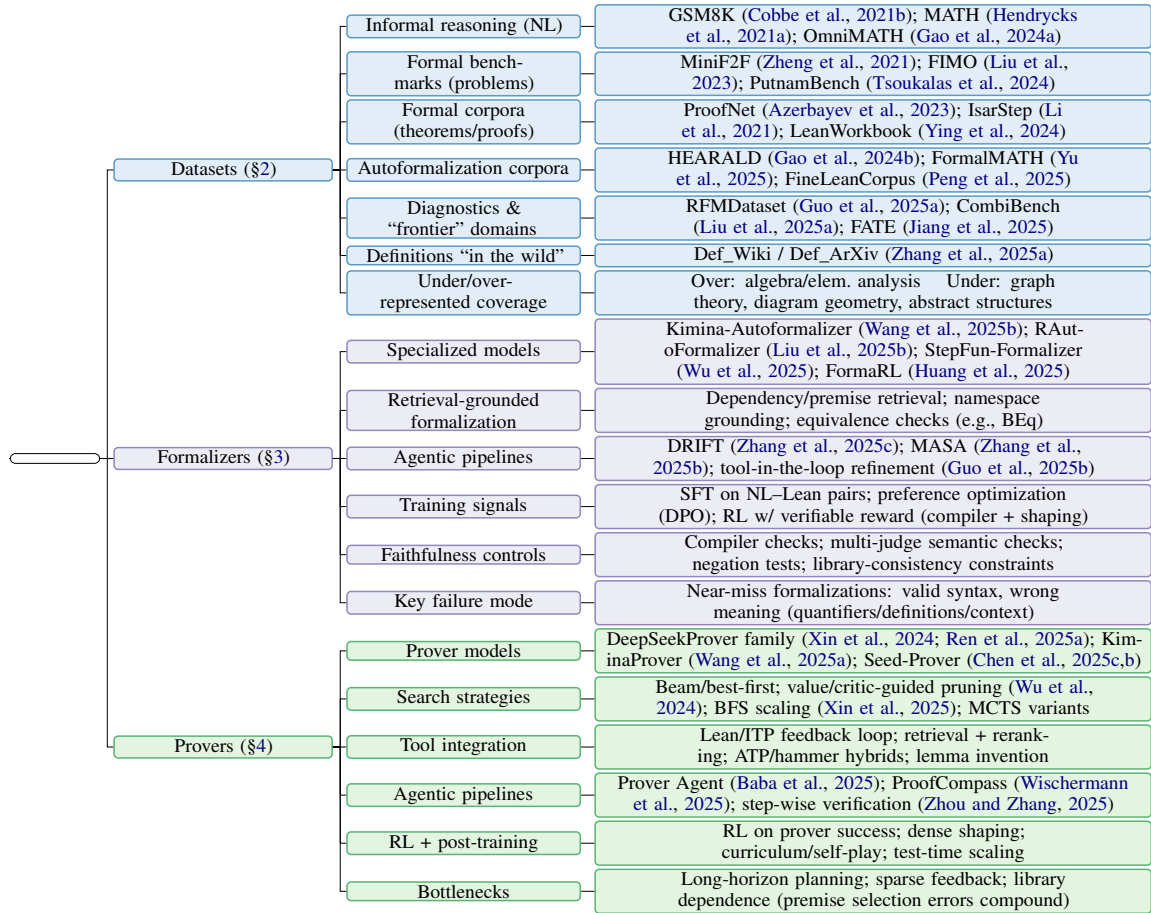 Informal reasoning (NL)
GSM8K (Cobbe et al., 2021b); MATH (Hendrycks
et al., 2021a); OmniMATH (Gao et al., 2024a)
Formal bench-
marks (problems)
MiniF2F (Zheng et al., 2021); FIMO (Liu et al.,
2023); PutnamBench (Tsoukalas et al., 2024)
Formal corpora
(theorems/proofs)
ProofNet (Azerbayev et al., 2023); IsarStep (Li
et al., 2021); LeanWorkbook (Ying et al., 2024)
Datasets (§2)
Autoformalization corpora
HEARALD (Gao et al., 2024b); FormalMATH (Yu
et al., 2025); FineLeanCorpus (Peng et al., 2025)
Diagnostics &
“frontier” domains
RFMDataset (Guo et al., 2025a); CombiBench
(Liu et al., 2025a); FATE (Jiang et al., 2025)
Definitions “in the wild”
Def_Wiki / Def_ArXiv (Zhang et al., 2025a)
Under/over-
represented coverage
Over: algebra/elem. analysis Under: graph
theory, diagram geometry, abstract structures
Specialized models
Kimina-Autoformalizer (Wang et al., 2025b); RAut-
oFormalizer (Liu et al., 2025b); StepFun-Formalizer
(Wu et al., 2025); FormaRL (Huang et al., 2025)
Retrieval-grounded
formalization
Dependency/premise retrieval; namespace
grounding; equivalence checks (e.g., BEq)
Formalizers (§3)
Agentic pipelines
DRIFT (Zhang et al., 2025c); MASA (Zhang et al.,
2025b); tool-in-the-loop refinement (Guo et al., 2025b)
Training signals
SFT on NL–Lean pairs; preference optimization
(DPO); RL w/ verifiable reward (compiler + shaping)
Faithfulness controls
Compiler checks; multi-judge semantic checks;
negation tests; library-consistency constraints
Key failure mode
Near-miss formalizations: valid syntax, wrong
meaning (quantifiers/definitions/context)
Prover models
DeepSeekProver family (Xin et al., 2024; Ren et al., 2025a); Kim-
inaProver (Wang et al., 2025a); Seed-Prover (Chen et al., 2025c,b)
Search strategies
Beam/best-first; value/critic-guided pruning (Wu et al.,
2024); BFS scaling (Xin et al., 2025); MCTS variants
Provers (§4)
Tool integration
Lean/ITP feedback loop; retrieval + rerank-
ing; ATP/hammer hybrids; lemma invention
Agentic pipelines
Prover Agent (Baba et al., 2025); ProofCompass (Wischermann
et al., 2025); step-wise verification (Zhou and Zhang, 2025)
RL + post-training
RL on prover success; dense shaping;
curriculum/self-play; test-time scaling
Bottlenecks
Long-horizon planning; sparse feedback; library
dependence (premise selection errors compound)